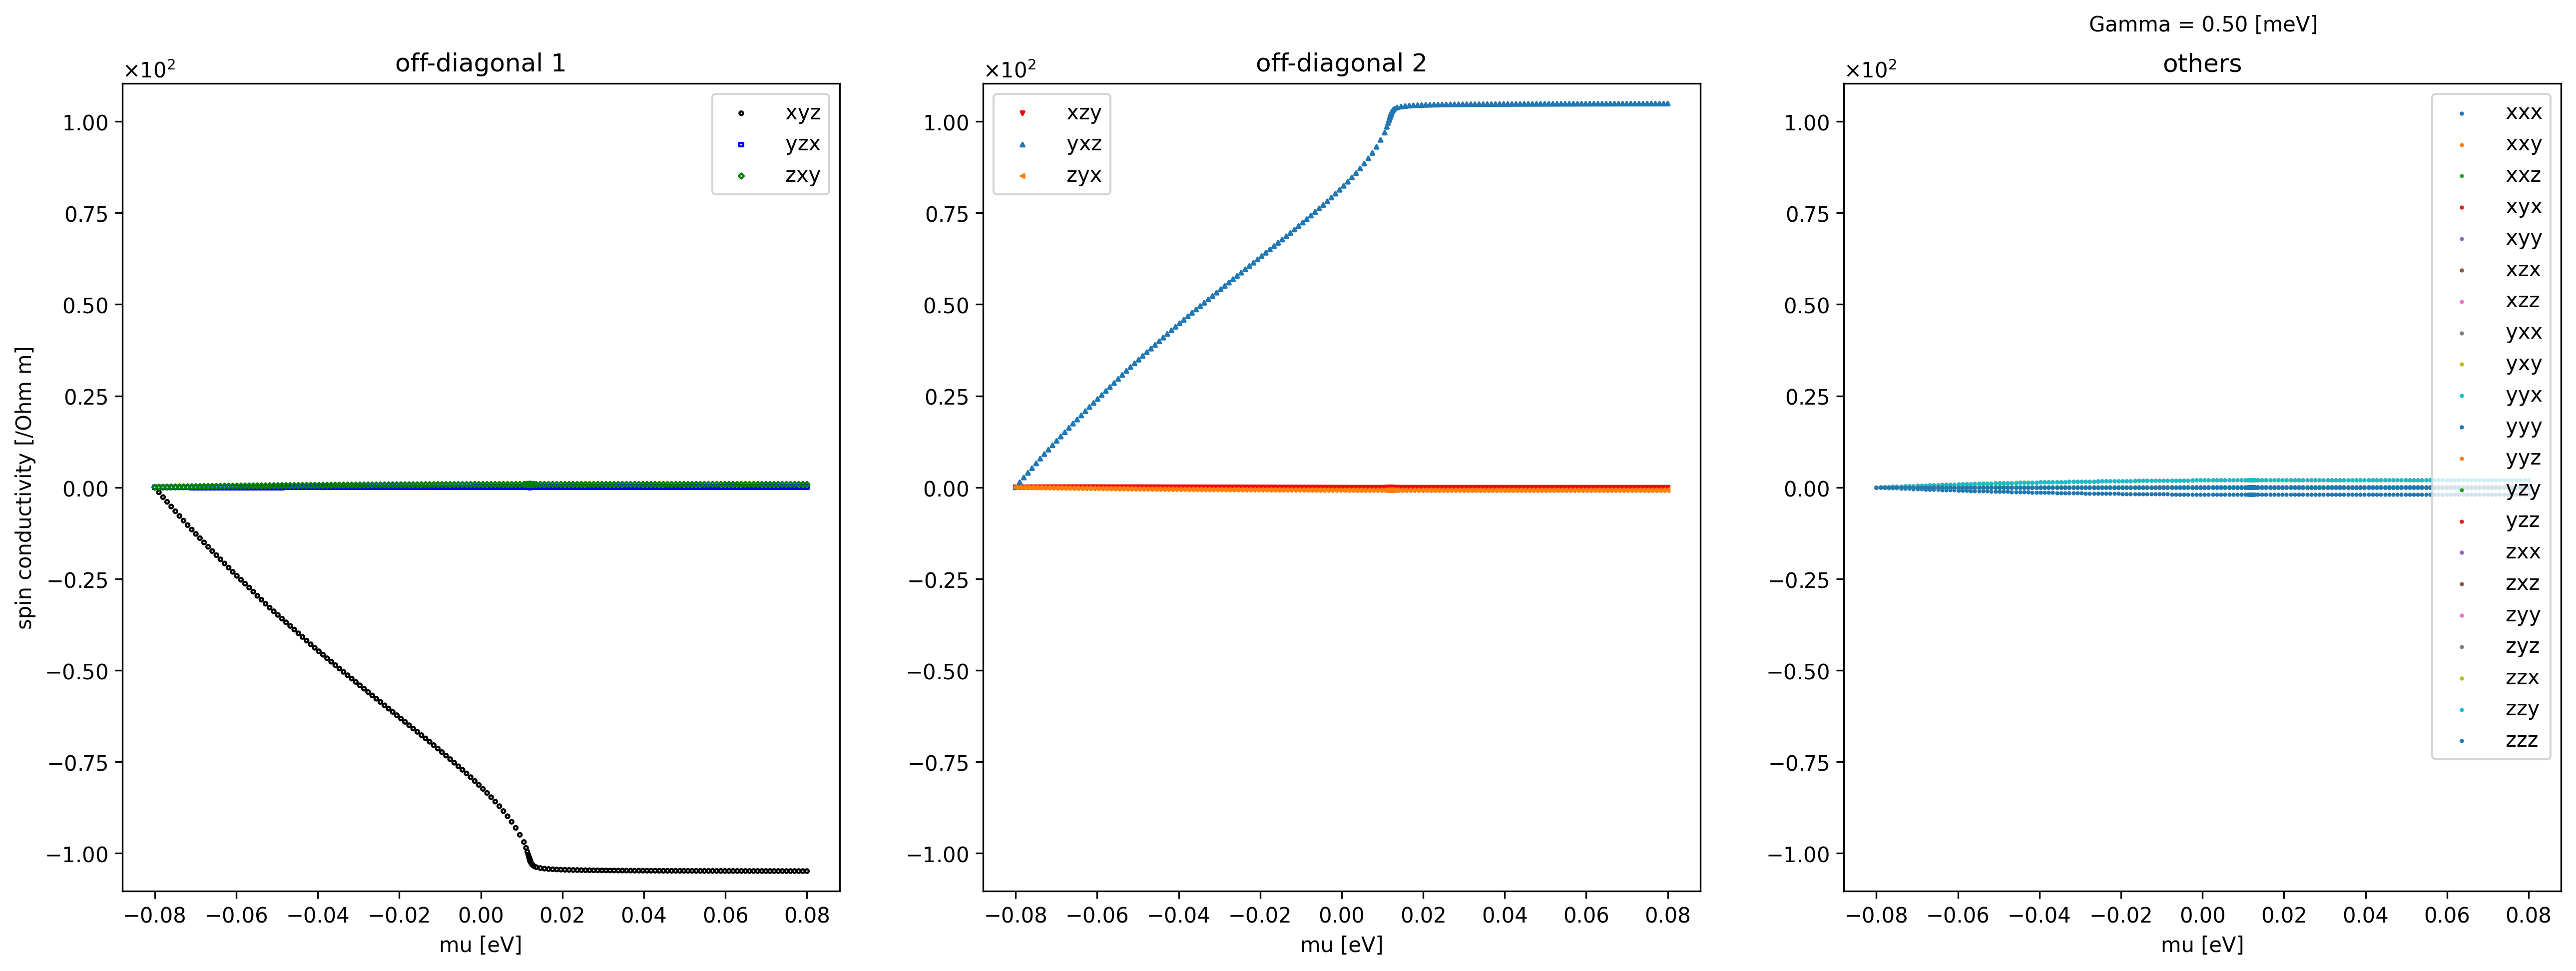 Gamma = 0.50 [meV]
off-diagonal 1
×10²
1.00
0.75
0.50
0.25
0.00
−0.25
−0.50
−0.75
−1.00
spin conductivity [/Ohm m]
xyz
yzx
zxy
−0.08 −0.06 −0.04 −0.02 0.00 0.02 0.04 0.06 0.08
mu [eV]
off-diagonal 2
×10²
1.00
0.75
0.50
0.25
0.00
−0.25
−0.50
−0.75
−1.00
xzy
yxz
zyx
−0.08 −0.06 −0.04 −0.02 0.00 0.02 0.04 0.06 0.08
mu [eV]
others
×10²
1.00
0.75
0.50
0.25
0.00
−0.25
−0.50
−0.75
−1.00
xxx
xxy
xxz
xyx
xyy
xzx
xzz
yxx
yxy
yyx
yyy
yyz
yzy
yzz
zxx
zxz
zyy
zyz
zzx
zzy
zzz
−0.08 −0.06 −0.04 −0.02 0.00 0.02 0.04 0.06 0.08
mu [eV]